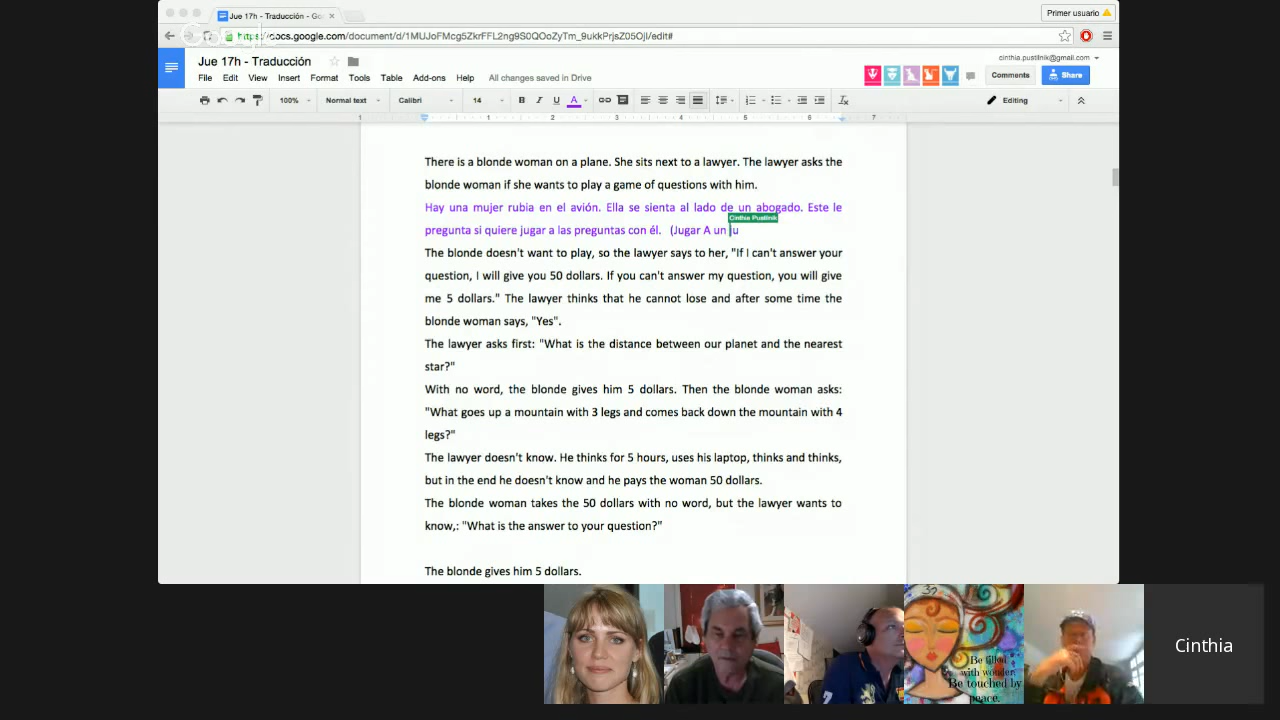 Jue 17h - Traducción - Go
Primer usuario
https://docs.google.com/document/d/1MUJoFMcg5ZkrFFL2ng9S0QOoZyTm_9ukkPrjsZ05OjI/edit#
Jue 17h - Traducción
cinthia.pustilnik@gmail.com
File Edit View Insert Format Tools Table Add-ons Help All changes saved in Drive
Comments
Share
100% Normal text Calibri 14 B I U A Editing
1 1 2 3 4 5 6 7
There is a blonde woman on a plane. She sits next to a lawyer. The lawyer asks the
blonde woman if she wants to play a game of questions with him.
Hay una mujer rubia en el avión. Ella se sienta al lado de un abogado. Este le
Cinthia Pustilnik
pregunta si quiere jugar a las preguntas con él. (Jugar A un ju
The blonde doesn't want to play, so the lawyer says to her, "If I can't answer your
question, I will give you 50 dollars. If you can't answer my question, you will give
me 5 dollars." The lawyer thinks that he cannot lose and after some time the
blonde woman says, "Yes".
The lawyer asks first: "What is the distance between our planet and the nearest
star?"
With no word, the blonde gives him 5 dollars. Then the blonde woman asks:
"What goes up a mountain with 3 legs and comes back down the mountain with 4
legs?"
The lawyer doesn't know. He thinks for 5 hours, uses his laptop, thinks and thinks,
but in the end he doesn't know and he pays the woman 50 dollars.
The blonde woman takes the 50 dollars with no word, but the lawyer wants to
know,: "What is the answer to your question?"
The blonde gives him 5 dollars.
Be filled
with wonder,
Be touched by
peace.
Cinthia